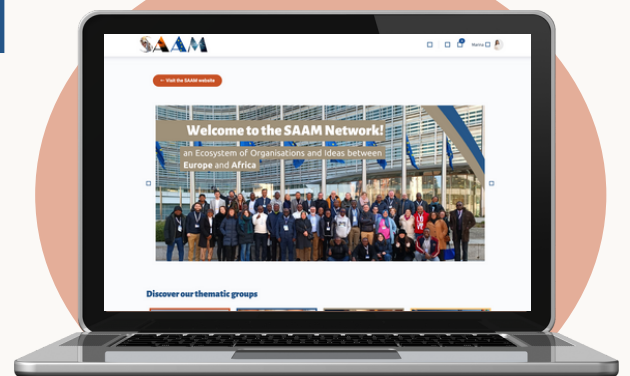 SAAM
← Visit the SAAM website
Welcome to the SAAM Network!
an Ecosystem of Organisations and Ideas between
Europe and Africa
Discover our thematic groups